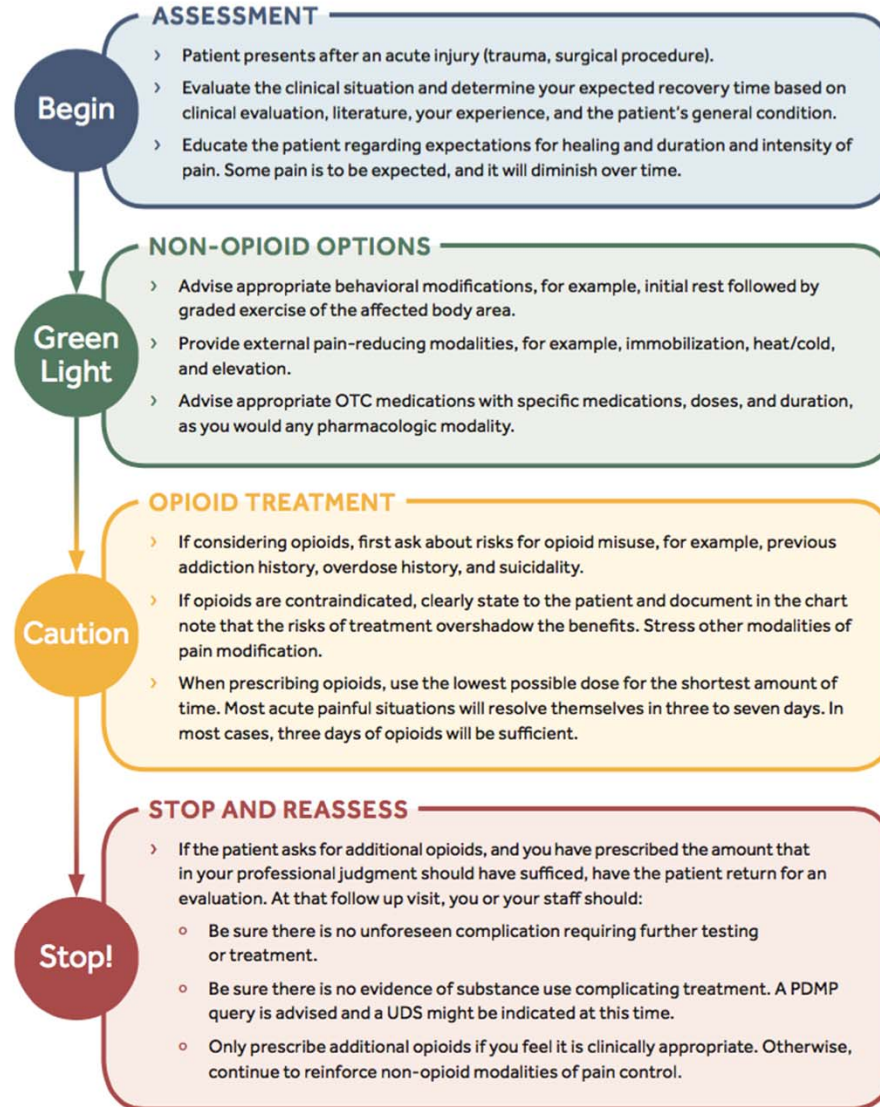 ASSESSMENT
Begin
› Patient presents after an acute injury (trauma, surgical procedure).
› Evaluate the clinical situation and determine your expected recovery time based on
clinical evaluation, literature, your experience, and the patient's general condition.
› Educate the patient regarding expectations for healing and duration and intensity of
pain. Some pain is to be expected, and it will diminish over time.
NON-OPIOID OPTIONS
Green
Light
› Advise appropriate behavioral modifications, for example, initial rest followed by
graded exercise of the affected body area.
› Provide external pain-reducing modalities, for example, immobilization, heat/cold,
and elevation.
› Advise appropriate OTC medications with specific medications, doses, and duration,
as you would any pharmacologic modality.
OPIOID TREATMENT
Caution
› If considering opioids, first ask about risks for opioid misuse, for example, previous
addiction history, overdose history, and suicidality.
› If opioids are contraindicated, clearly state to the patient and document in the chart
note that the risks of treatment overshadow the benefits. Stress other modalities of
pain modification.
› When prescribing opioids, use the lowest possible dose for the shortest amount of
time. Most acute painful situations will resolve themselves in three to seven days. In
most cases, three days of opioids will be sufficient.
STOP AND REASSESS
Stop!
› If the patient asks for additional opioids, and you have prescribed the amount that
in your professional judgment should have sufficed, have the patient return for an
evaluation. At that follow up visit, you or your staff should:
○ Be sure there is no unforeseen complication requiring further testing
or treatment.
○ Be sure there is no evidence of substance use complicating treatment. A PDMP
query is advised and a UDS might be indicated at this time.
○ Only prescribe additional opioids if you feel it is clinically appropriate. Otherwise,
continue to reinforce non-opioid modalities of pain control.